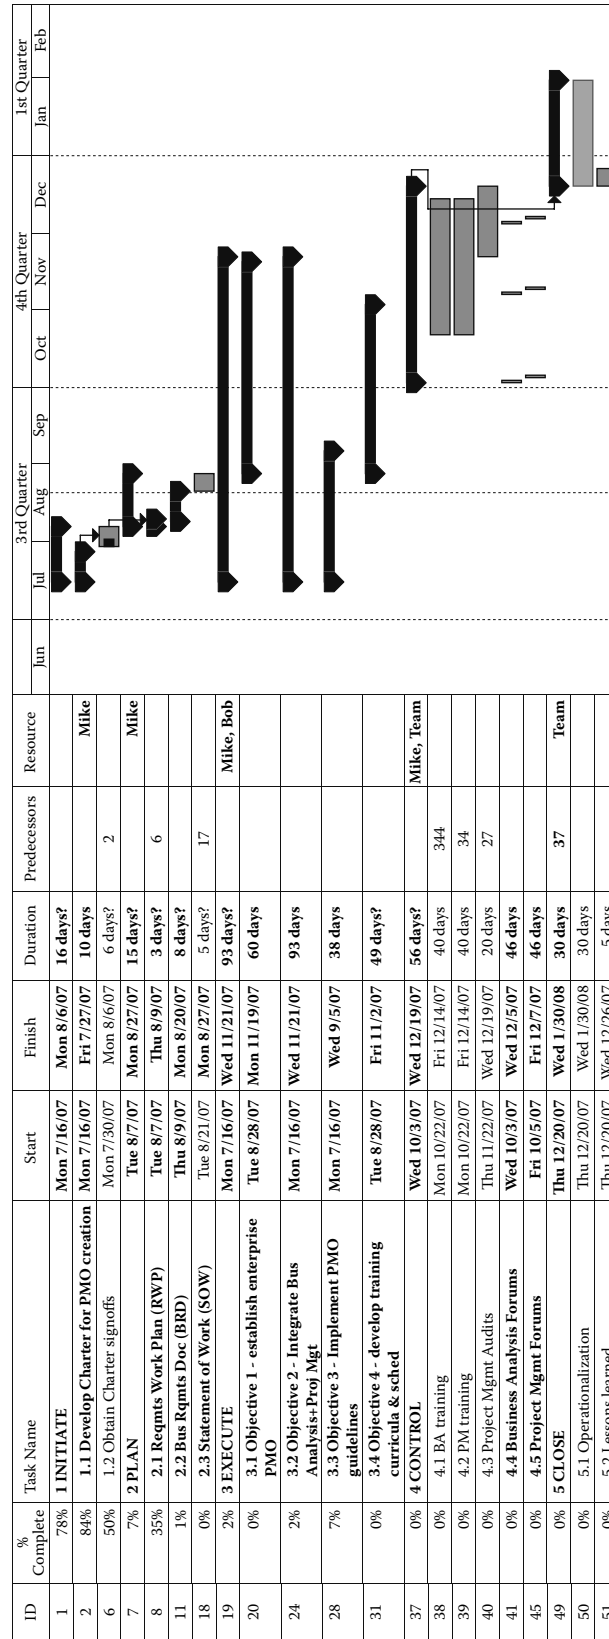 ID % Complete Task Name Start Finish Duration Predecessors Resource Jun 3rd Quarter Jul Aug Sep 4th Quarter Oct Nov Dec 1st Quarter Jan Feb
1 78% 1 INITIATE Mon 7/16/07 Mon 8/6/07 16 days?
2 84% 1.1 Develop Charter for PMO creation Mon 7/16/07 Fri 7/27/07 10 days Mike
6 50% 1.2 Obtain Charter signoffs Mon 7/30/07 Mon 8/6/07 6 days? 2
7 7% 2 PLAN Tue 8/7/07 Mon 8/27/07 15 days? Mike
8 35% 2.1 Reqmts Work Plan (RWP) Tue 8/7/07 Thu 8/9/07 3 days? 6
11 1% 2.2 Bus Rqmts Doc (BRD) Thu 8/9/07 Mon 8/20/07 8 days?
18 0% 2.3 Statement of Work (SOW) Tue 8/21/07 Mon 8/27/07 5 days? 17
19 2% 3 EXECUTE Mon 7/16/07 Wed 11/21/07 93 days? Mike, Bob
20 0% 3.1 Objective 1 - establish enterprise Tue 8/28/07 Mon 11/19/07 60 days
PMO
24 2% 3.2 Objective 2 - Integrate Bus Mon 7/16/07 Wed 11/21/07 93 days
Analysis+Proj Mgt
28 7% 3.3 Objective 3 - Implement PMO Mon 7/16/07 Wed 9/5/07 38 days
guidelines
31 0% 3.4 Objective 4 - develop training Tue 8/28/07 Fri 11/2/07 49 days?
curricula & sched
37 0% 4 CONTROL Wed 10/3/07 Wed 12/19/07 56 days? Mike, Team
38 0% 4.1 BA training Mon 10/22/07 Fri 12/14/07 40 days 344
39 0% 4.2 PM training Mon 10/22/07 Fri 12/14/07 40 days 34
40 0% 4.3 Project Mgmt Audits Thu 11/22/07 Wed 12/19/07 20 days 27
41 0% 4.4 Business Analysis Forums Wed 10/3/07 Wed 12/5/07 46 days
45 0% 4.5 Project Mgmt Forums Fri 10/5/07 Fri 12/7/07 46 days
49 0% 5 CLOSE Thu 12/20/07 Wed 1/30/08 30 days 37 Team
50 0% 5.1 Operationalization Thu 12/20/07 Wed 1/30/08 30 days
51 0% 5.2 Lessons learned Thu 12/20/07 Wed 12/26/07 5 days